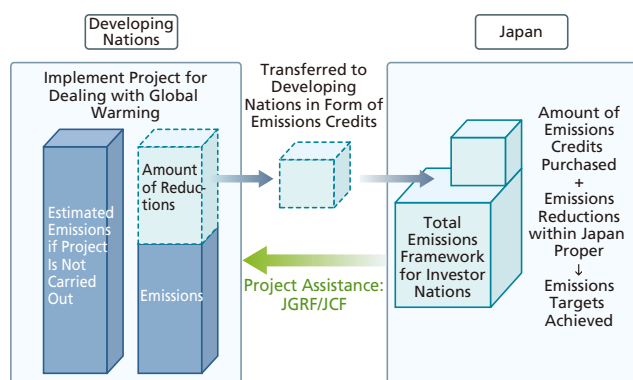 Developing
Nations
Japan
Implement Project for
Dealing with Global
Warming
Transferred to
Developing
Nations in Form of
Emissions Credits
Estimated
Emissions
if Project
Is Not
Carried
Out
Amount
of Reduc-
tions
Emissions
Project Assistance:
JGRF/JCF
Total
Emissions
Framework
for Investor
Nations
Amount of
Emissions
Credits
Purchased
+
Emissions
Reductions
within Japan
Proper
↓
Emissions
Targets
Achieved